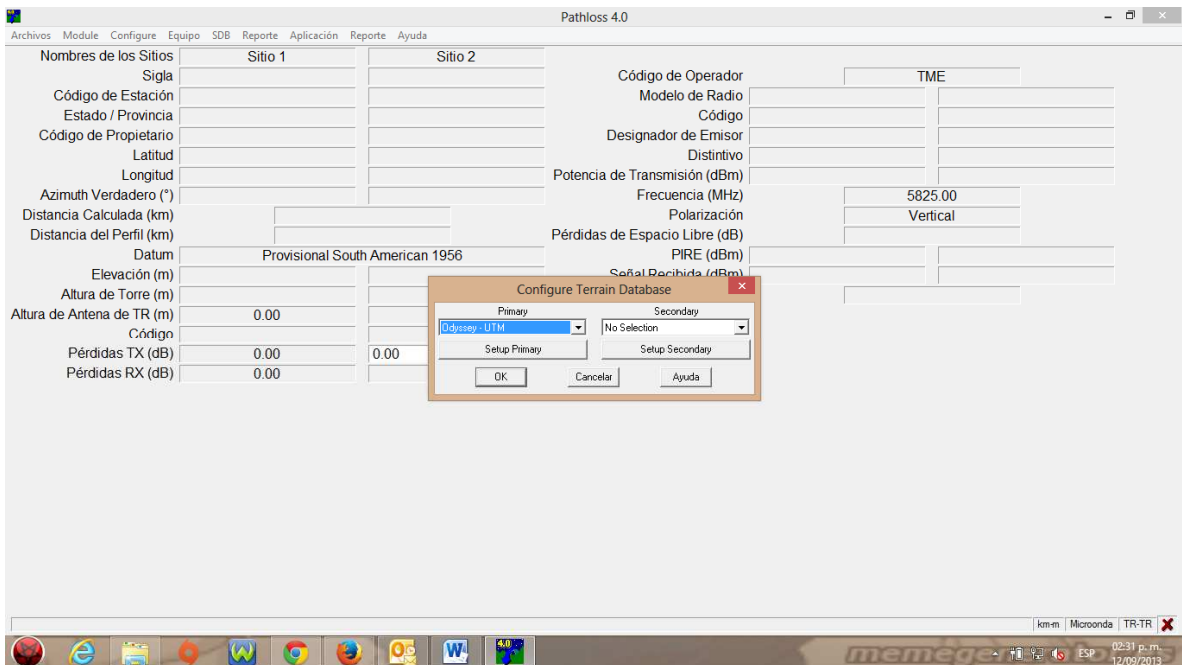 Pathloss 4.0
Archivos Module Configure Equipo SDB Reporte Aplicación Reporte Ayuda
Nombres de los Sitios Sitio 1 Sitio 2
Sigla
Código de Operador TME
Código de Estación
Modelo de Radio
Estado / Provincia
Código
Código de Propietario
Designador de Emisor
Latitud
Distintivo
Longitud
Potencia de Transmisión (dBm)
Azimuth Verdadero (°)
Frecuencia (MHz) 5825.00
Distancia Calculada (km)
Polarización Vertical
Distancia del Perfil (km)
Pérdidas de Espacio Libre (dB)
Datum Provisional South American 1956
PIRE (dBm)
Elevación (m)
Señal Recibida (dBm)
Altura de Torre (m)
Altura de Antena de TR (m) 0.00
Código
Pérdidas TX (dB) 0.00 0.00
Pérdidas RX (dB) 0.00
Configure Terrain Database
Primary Secondary
Odyssey - UTM No Selection
Setup Primary Setup Secondary
OK Cancelar Ayuda
km-m Microonda TR-TR
4.0
ESP
02:31 p. m.
12/09/2013